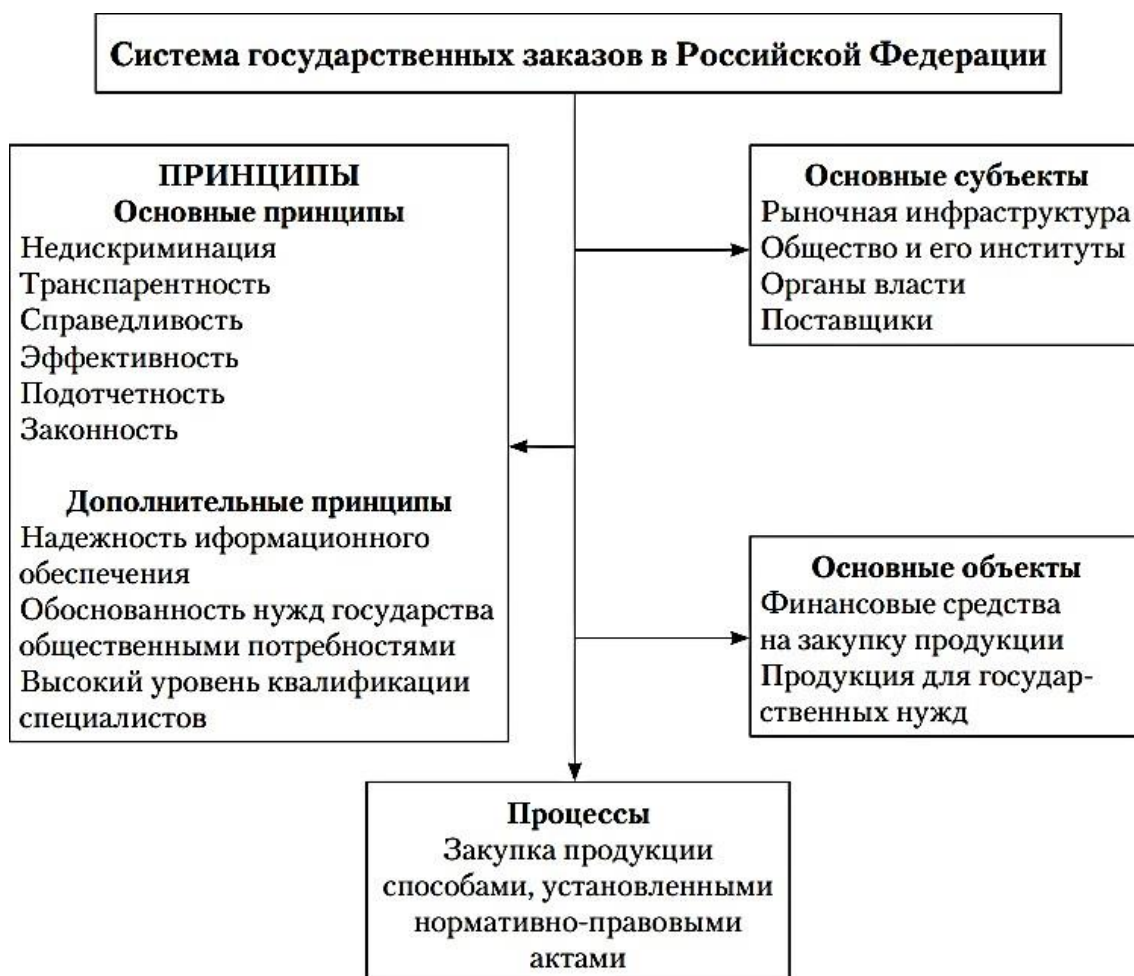 Система государственных заказов в Российской Федерации
ПРИНЦИПЫ
Основные принципы
Недискриминация
Транспарентность
Справедливость
Эффективность
Подотчетность
Законность
Дополнительные принципы
Надежность иформационного
обеспечения
Обоснованность нужд государства
общественными потребностями
Высокий уровень квалификации
специалистов
Основные субъекты
Рыночная инфраструктура
Общество и его институты
Органы власти
Поставщики
Основные объекты
Финансовые средства
на закупку продукции
Продукция для государ-
ственных нужд
Процессы
Закупка продукции
способами, установленными
нормативно-правовыми
актами